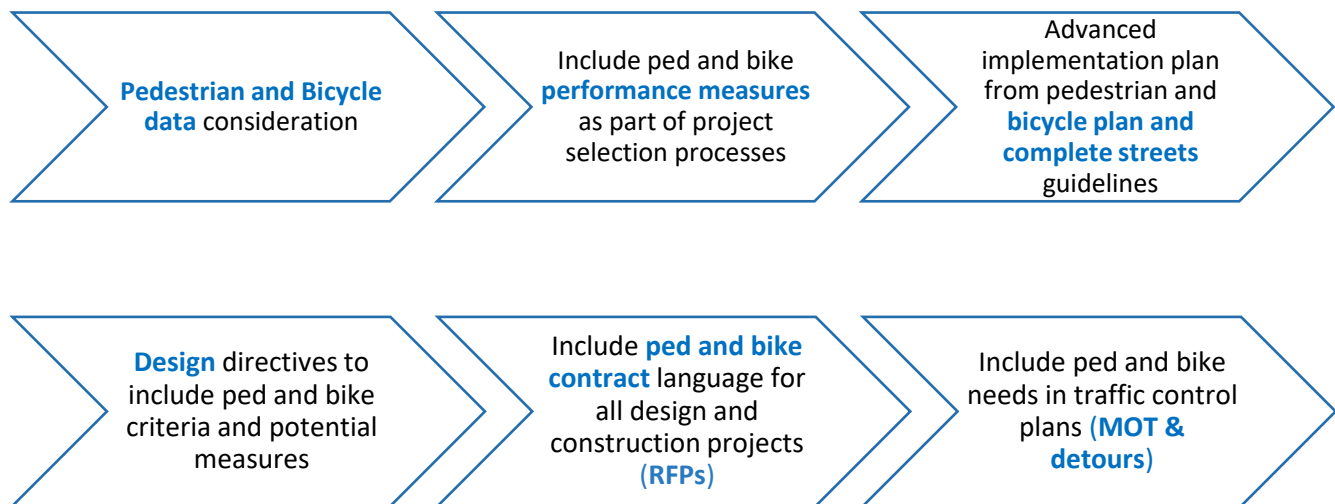 Pedestrian and Bicycle
data consideration
Include ped and bike
performance measures
as part of project
selection processes
Advanced
implementation plan
from pedestrian and
bicycle plan and
complete streets
guidelines
Design directives to
include ped and bike
criteria and potential
measures
Include ped and bike
contract language for
all design and
construction projects
(RFPs)
Include ped and bike
needs in traffic control
plans (MOT &
detours)